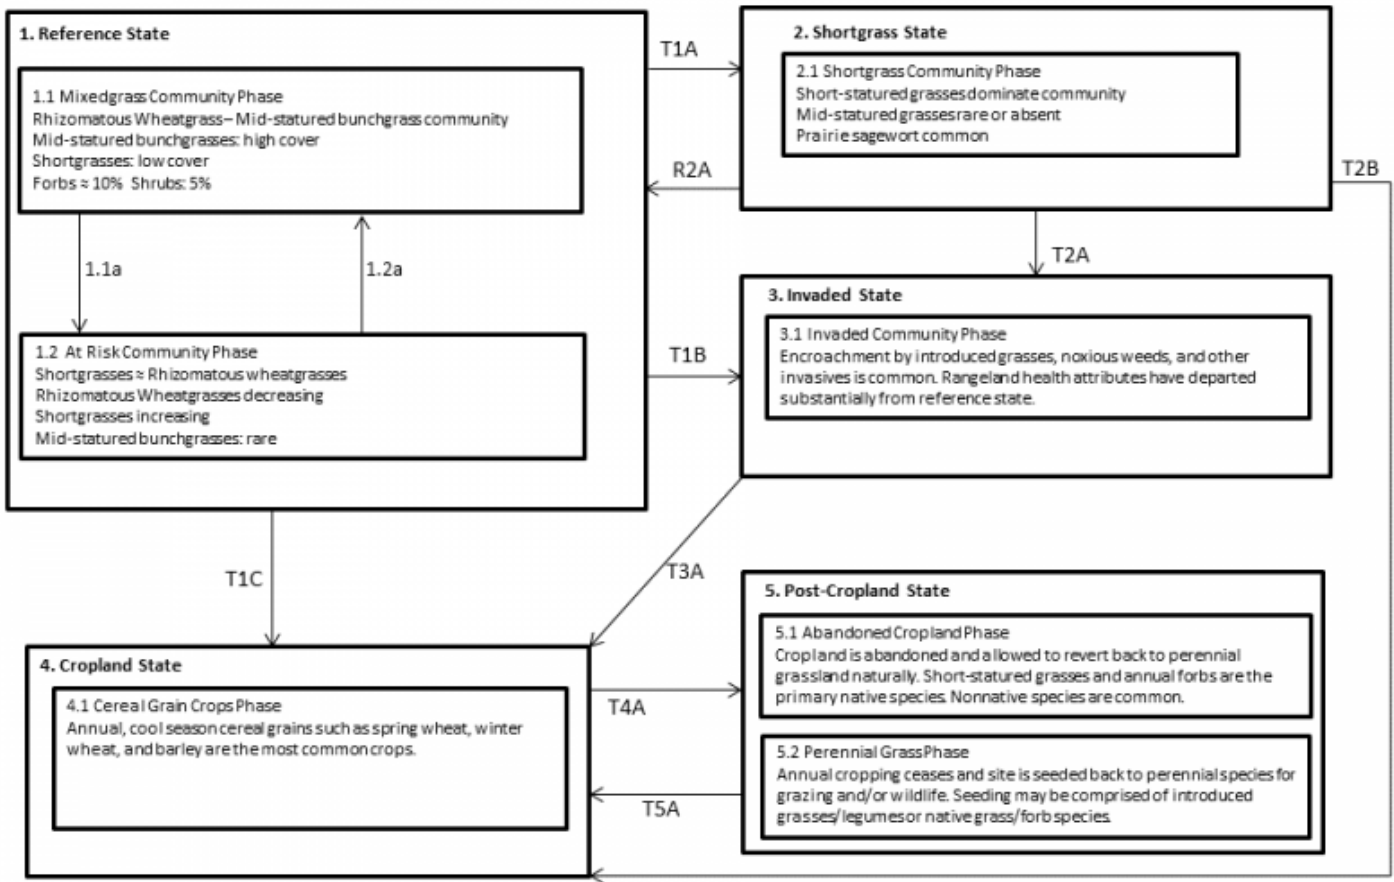 1. Reference State
1.1 Mixedgrass Community Phase
Rhizomatous Wheatgrass – Mid-statured bunchgrass community
Mid-statured bunchgrasses: high cover
Shortgrasses: low cover
Forbs ≈ 10% Shrubs: 5%
1.1a
1.2a
1.2 At Risk Community Phase
Shortgrasses ≈ Rhizomatous wheatgrasses
Rhizomatous Wheatgrasses decreasing
Shortgrasses increasing
Mid-statured bunchgrasses: rare
T1A
R2A
T1B
T1C
2. Shortgrass State
2.1 Shortgrass Community Phase
Short-statured grasses dominate community
Mid-statured grasses rare or absent
Prairie sagewort common
T2B
T2A
3. Invaded State
3.1 Invaded Community Phase
Encroachment by introduced grasses, noxious weeds, and other
invasives is common. Rangeland health attributes have departed
substantially from reference state.
T3A
4. Cropland State
4.1 Cereal Grain Crops Phase
Annual, cool season cereal grains such as spring wheat, winter
wheat, and barley are the most common crops.
T4A
T5A
5. Post-Cropland State
5.1 Abandoned Cropland Phase
Cropland is abandoned and allowed to revert back to perennial
grassland naturally. Short-statured grasses and annual forbs are the
primary native species. Nonnative species are common.
5.2 Perennial Grass Phase
Annual cropping ceases and site is seeded back to perennial species for
grazing and/or wildlife. Seeding may be comprised of introduced
grasses/legumes or native grass/forb species.